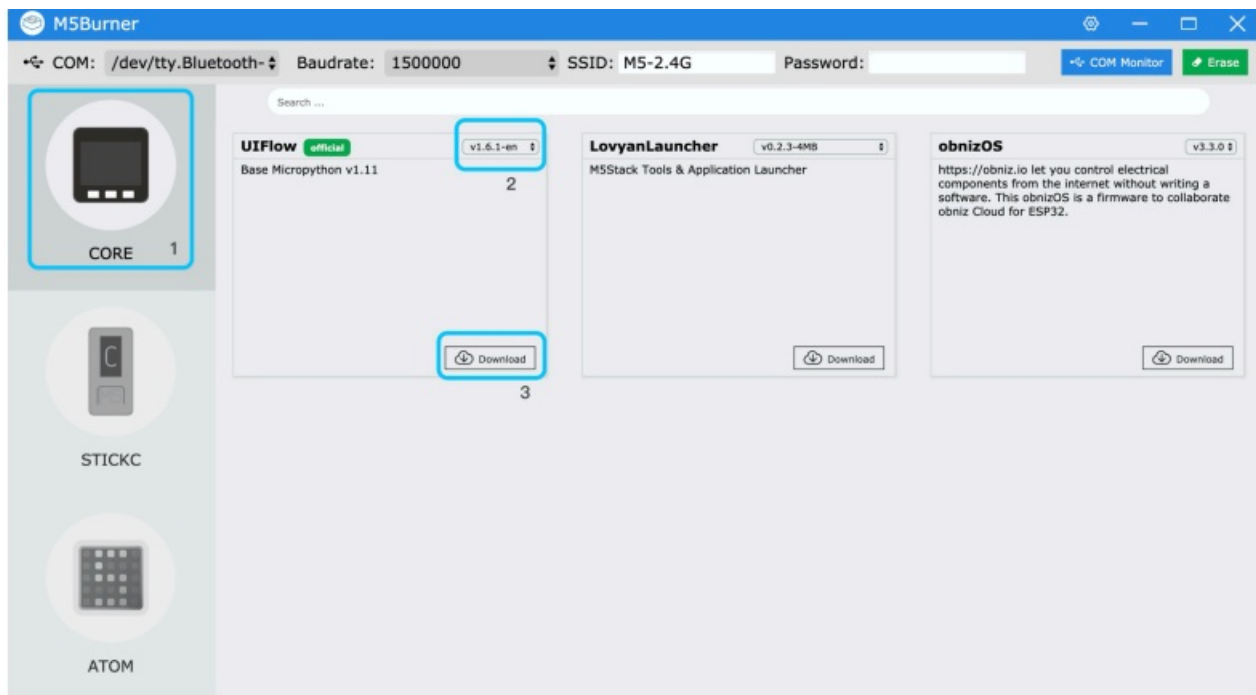 M5Burner
COM: /dev/tty.Bluetooth- Baudrate: 1500000 SSID: M5-2.4G Password: COM Monitor Erase
Search ...
CORE 1
STICKC
C
ATOM
UIFlow official v1.6.1-en
2
Base Micropython v1.11
Download
3
LovyanLauncher v0.2.3-4MB
M5Stack Tools & Application Launcher
Download
obnizOS v3.3.0
https://obniz.io let you control electrical
components from the internet without writing a
software. This obnizOS is a firmware to collaborate
obniz Cloud for ESP32.
Download